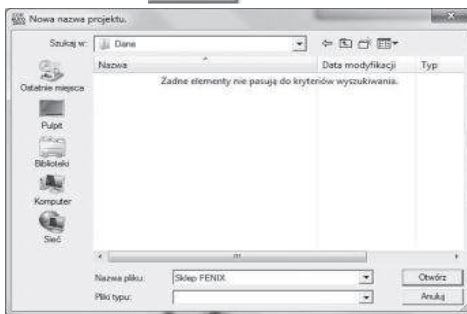 Nowa nazwa projektu.
Szukaj w: Dane
Nazwa Data modyfikacji Typ
Żadne elementy nie pasują do kryteriów wyszukiwania.
Ostatnie miejsca
Pulpit
Biblioteki
Komputer
Sieć
Nazwa pliku: Sklep FENIX Otwórz
Pliki typu: Anuluj